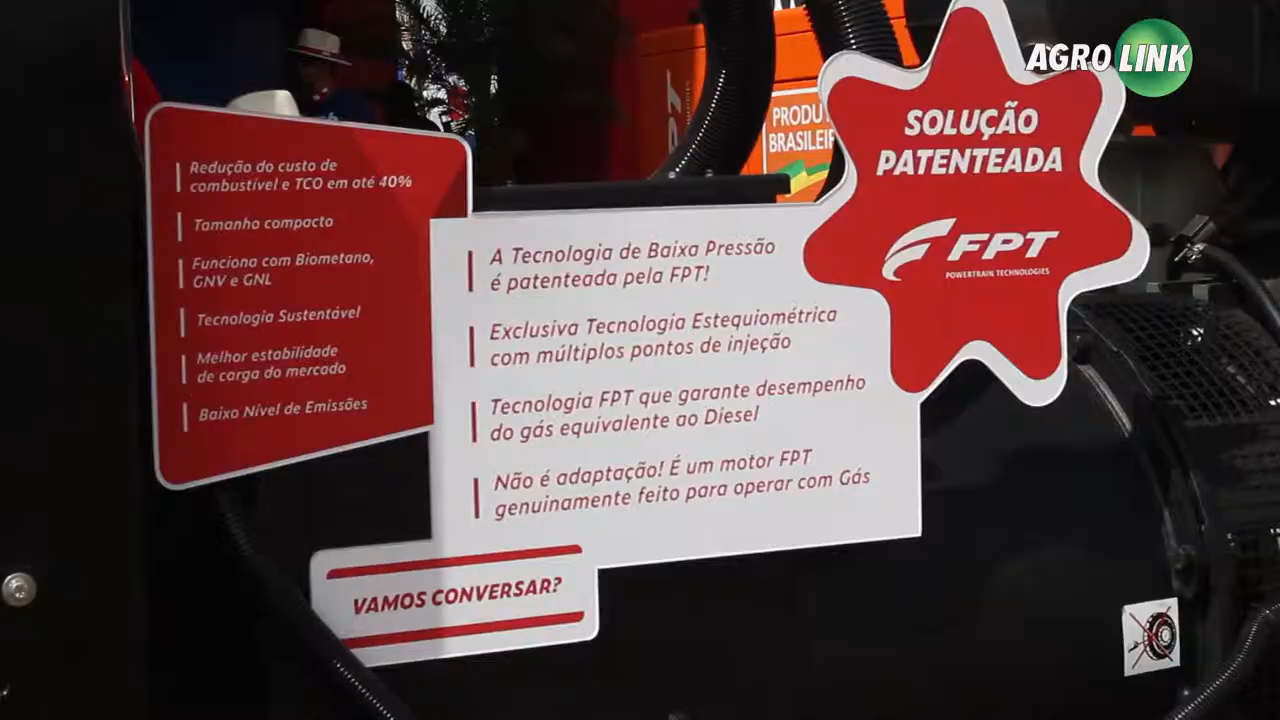 AGRO LINK
FPT
PRODUT
BRASILEIR
SOLUÇÃO
PATENTEADA
FPT
POWERTRAIN TECHNOLOGIES
Redução do custo de
combustível e TCO em até 40%
Tamanho compacto
Funciona com Biometano,
GNV e GNL
Tecnologia Sustentável
Melhor estabilidade
de carga do mercado
Baixo Nível de Emissões
A Tecnologia de Baixa Pressão
é patenteada pela FPT!
Exclusiva Tecnologia Estequiométrica
com múltiplos pontos de injeção
Tecnologia FPT que garante desempenho
do gás equivalente ao Diesel
Não é adaptação! É um motor FPT
genuinamente feito para operar com Gás
VAMOS CONVERSAR?